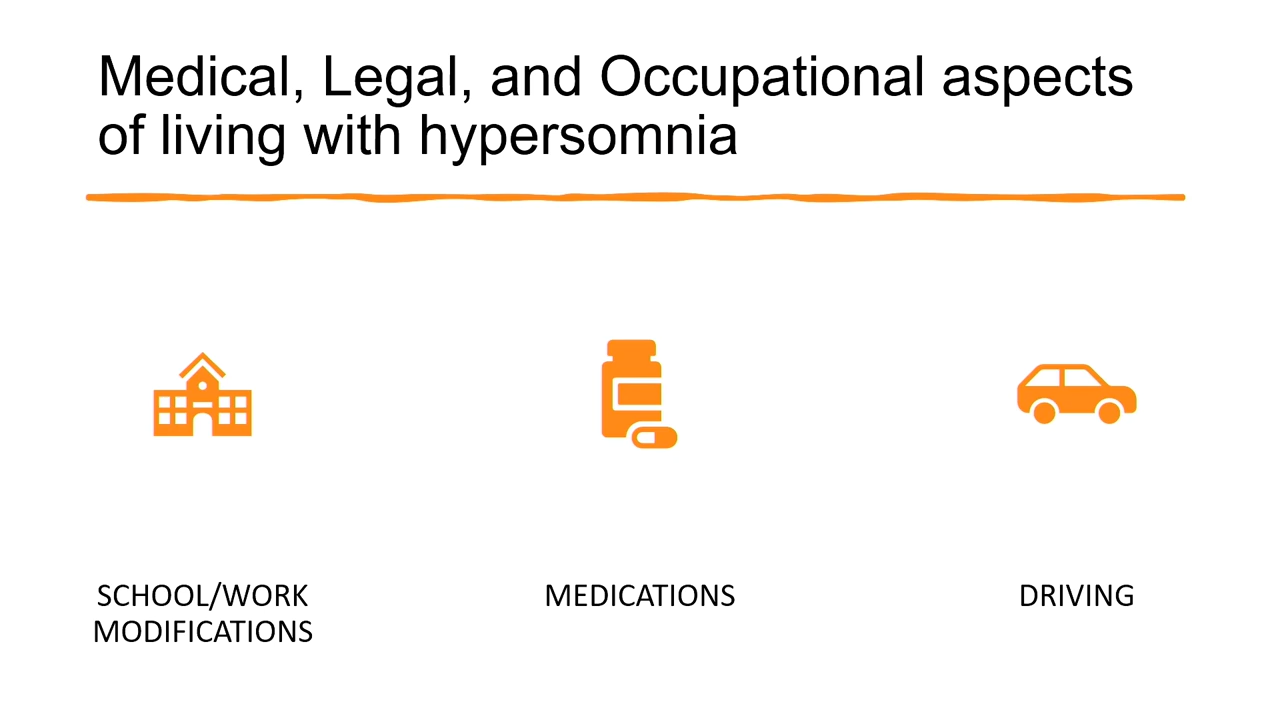 Medical, Legal, and Occupational aspects
of living with hypersomnia
SCHOOL/WORK
MODIFICATIONS
MEDICATIONS
DRIVING